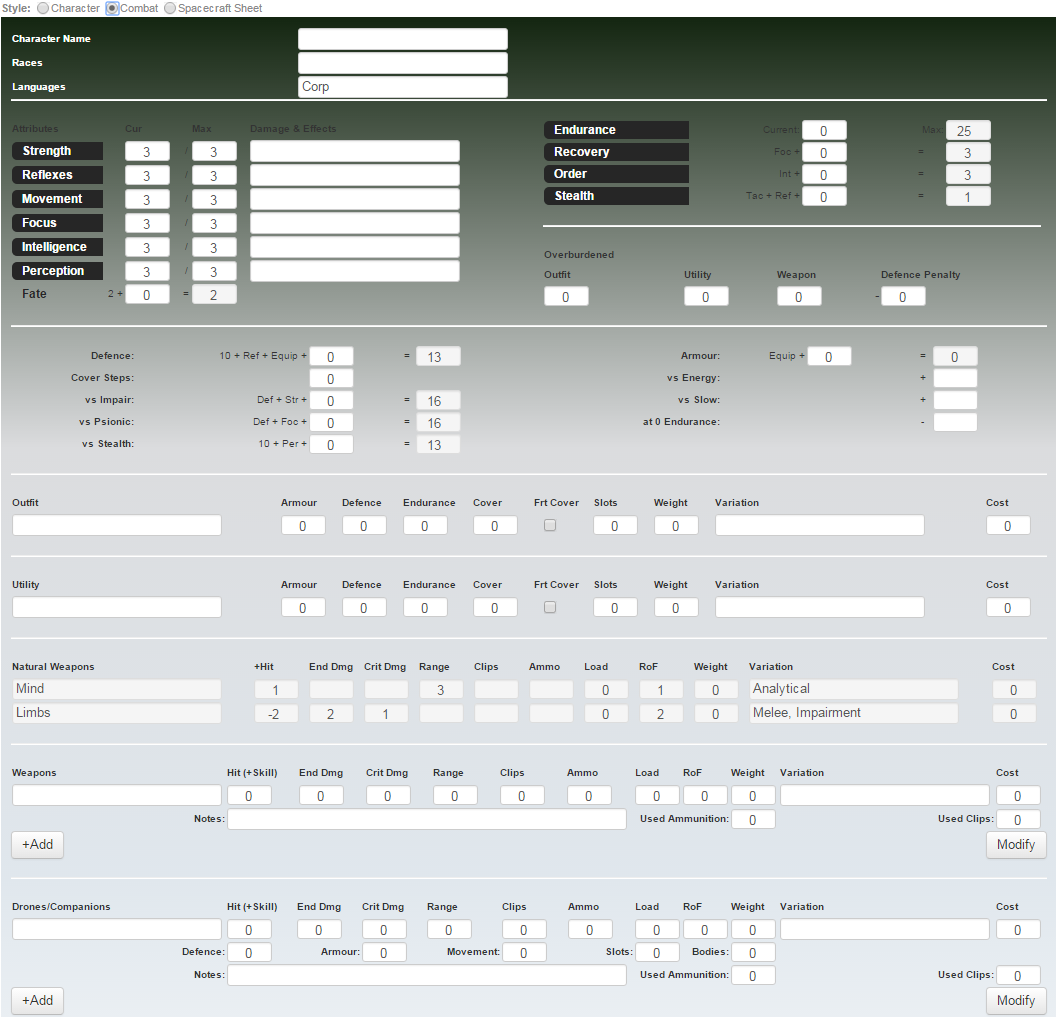 Style: Character Combat Spacecraft Sheet
Character Name
Races
Languages Corp
Attributes Cur Max Damage & Effects
Strength 3 / 3
Reflexes 3 / 3
Movement 3 / 3
Focus 3 / 3
Intelligence 3 / 3
Perception 3 / 3
Fate 2 + 0 = 2
Endurance Current: 0 Max: 25
Recovery Foc + 0 = 3
Order Int + 0 = 3
Stealth Tac + Ref + 0 = 1
Overburdened
Outfit Utility Weapon Defence Penalty
0 0 0 - 0
Defence: 10 + Ref + Equip + 0 = 13
Cover Steps: 0
vs Impair: Def + Str + 0 = 16
vs Psionic: Def + Foc + 0 = 16
vs Stealth: 10 + Per + 0 = 13
Armour: Equip + 0 = 0
vs Energy: +
vs Slow: +
at 0 Endurance: -
Outfit Armour Defence Endurance Cover Frt Cover Slots Weight Variation Cost
0 0 0 0 0 0 0
Utility Armour Defence Endurance Cover Frt Cover Slots Weight Variation Cost
0 0 0 0 0 0 0
Natural Weapons +Hit End Dmg Crit Dmg Range Clips Ammo Load RoF Weight Variation Cost
Mind 1 3 0 1 0 Analytical 0
Limbs -2 2 1 0 2 0 Melee, Impairment 0
Weapons Hit (+Skill) End Dmg Crit Dmg Range Clips Ammo Load RoF Weight Variation Cost
0 0 0 0 0 0 0 0 0 0
Notes: Used Ammunition: 0 Used Clips: 0
+Add Modify
Drones/Companions Hit (+Skill) End Dmg Crit Dmg Range Clips Ammo Load RoF Weight Variation Cost
0 0 0 0 0 0 0 0 0 0
Defence: 0 Armour: 0 Movement: 0 Slots: 0 Bodies: 0
Notes: Used Ammunition: 0 Used Clips: 0
+Add Modify